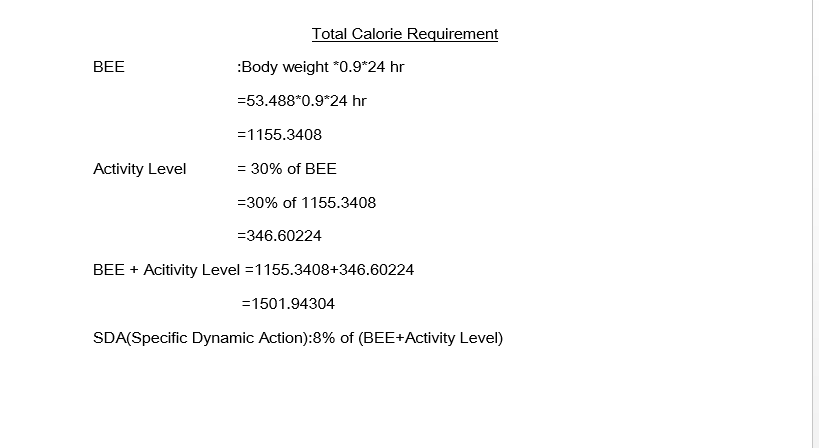 Total Calorie Requirement
BEE :Body weight *0.9*24 hr
=53.488*0.9*24 hr
=1155.3408
Activity Level = 30% of BEE
=30% of 1155.3408
=346.60224
BEE + Acitivity Level =1155.3408+346.60224
=1501.94304
SDA(Specific Dynamic Action):8% of (BEE+Activity Level)